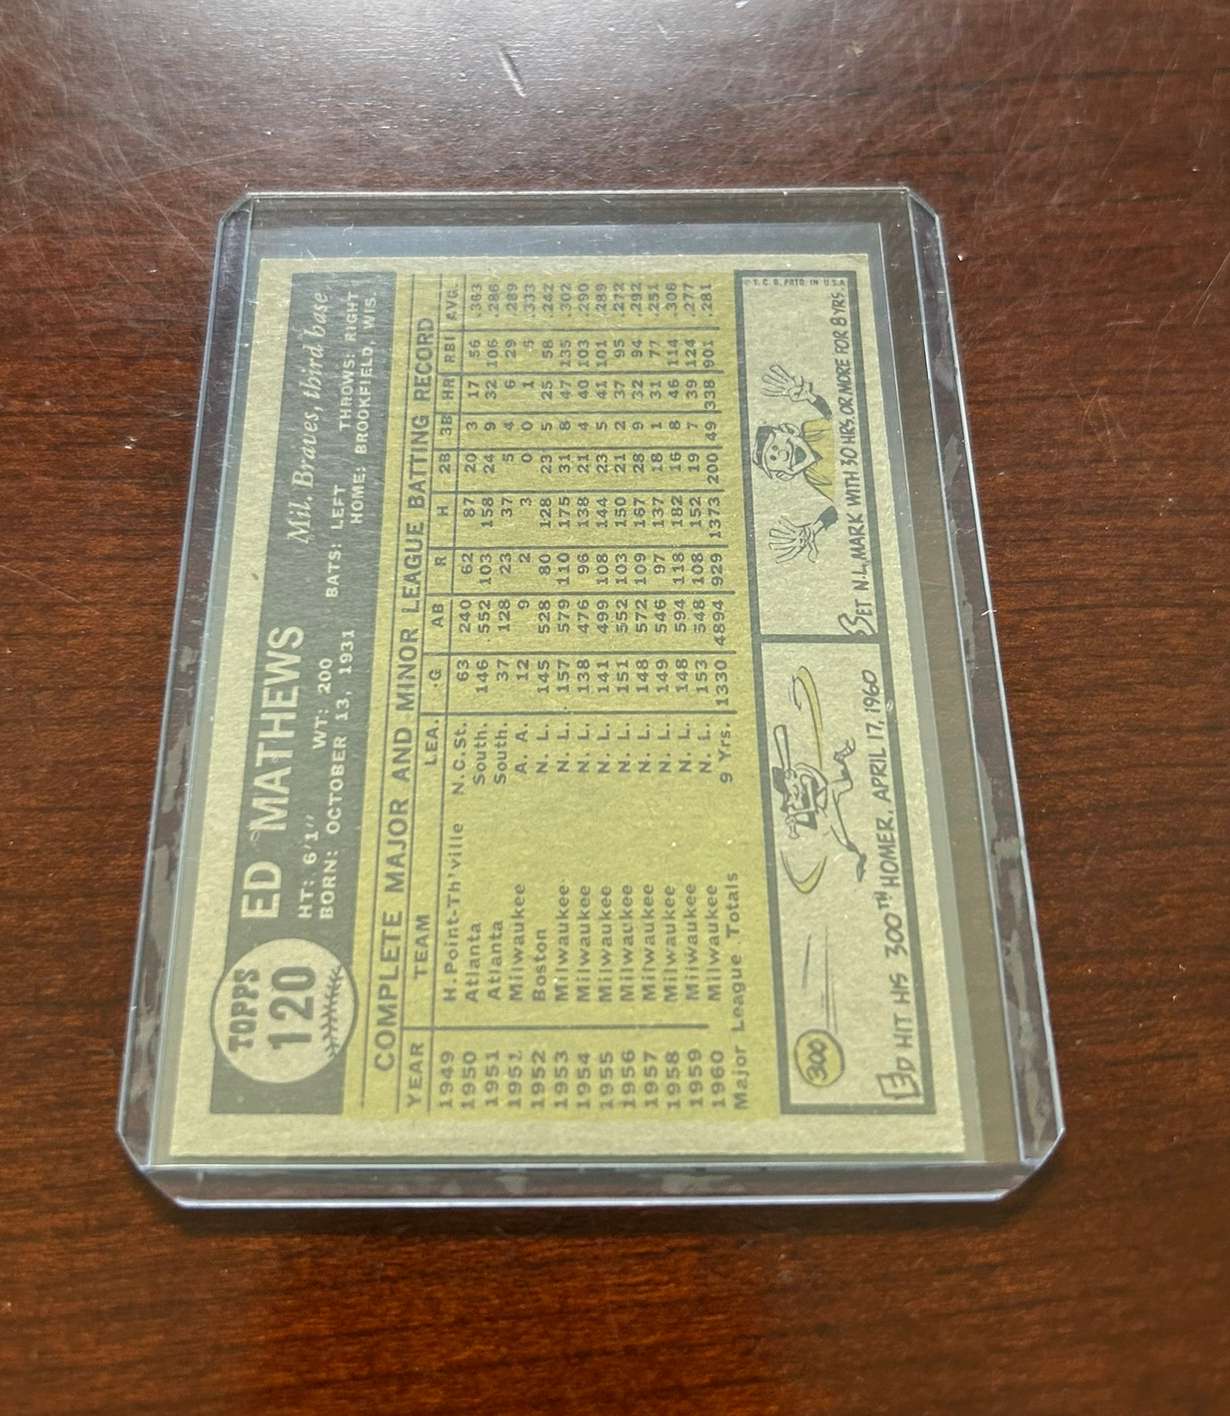 TOPPS
120
ED MATHEWS
Mil. Braves, third base
HT: 6'1" WT: 200 BATS: LEFT THROWS: RIGHT
BORN: OCTOBER 13, 1931 HOME: BROOKFIELD, WIS.
COMPLETE MAJOR AND MINOR LEAGUE BATTING RECORD
YEAR TEAM LEA. G AB R H 2B 3B HR RBI AVG.
1949 H.Point-Th'ville N.C.St. 63 240 62 87 20 3 17 56 .363
1950 Atlanta South. 146 552 103 158 24 9 32 106 .286
1951 Atlanta South. 37 128 23 37 5 4 6 29 .289
1951 Milwaukee A. A. 12 9 2 3 0 0 1 5 .333
1952 Boston N. L. 145 528 80 128 23 5 25 58 .242
1953 Milwaukee N. L. 157 579 110 175 31 8 47 135 .302
1954 Milwaukee N. L. 138 476 96 138 21 4 40 103 .290
1955 Milwaukee N. L. 141 499 108 144 23 5 41 101 .289
1956 Milwaukee N. L. 151 552 103 150 21 2 37 95 .272
1957 Milwaukee N. L. 148 572 109 167 28 9 32 94 .292
1958 Milwaukee N. L. 149 546 97 137 18 1 31 77 .251
1959 Milwaukee N. L. 148 594 118 182 16 8 46 114 .306
1960 Milwaukee N. L. 153 548 108 152 19 7 39 124 .277
Major League Totals 9 Yrs. 1330 4894 929 1373 200 49 338 901 .281
300
ED HIT HIS 300TH HOMER, APRIL 17, 1960
SET N.L. MARK WITH 30 HRS. OR MORE FOR 8 YRS.
T. C. G. PRTD. IN U.S.A.